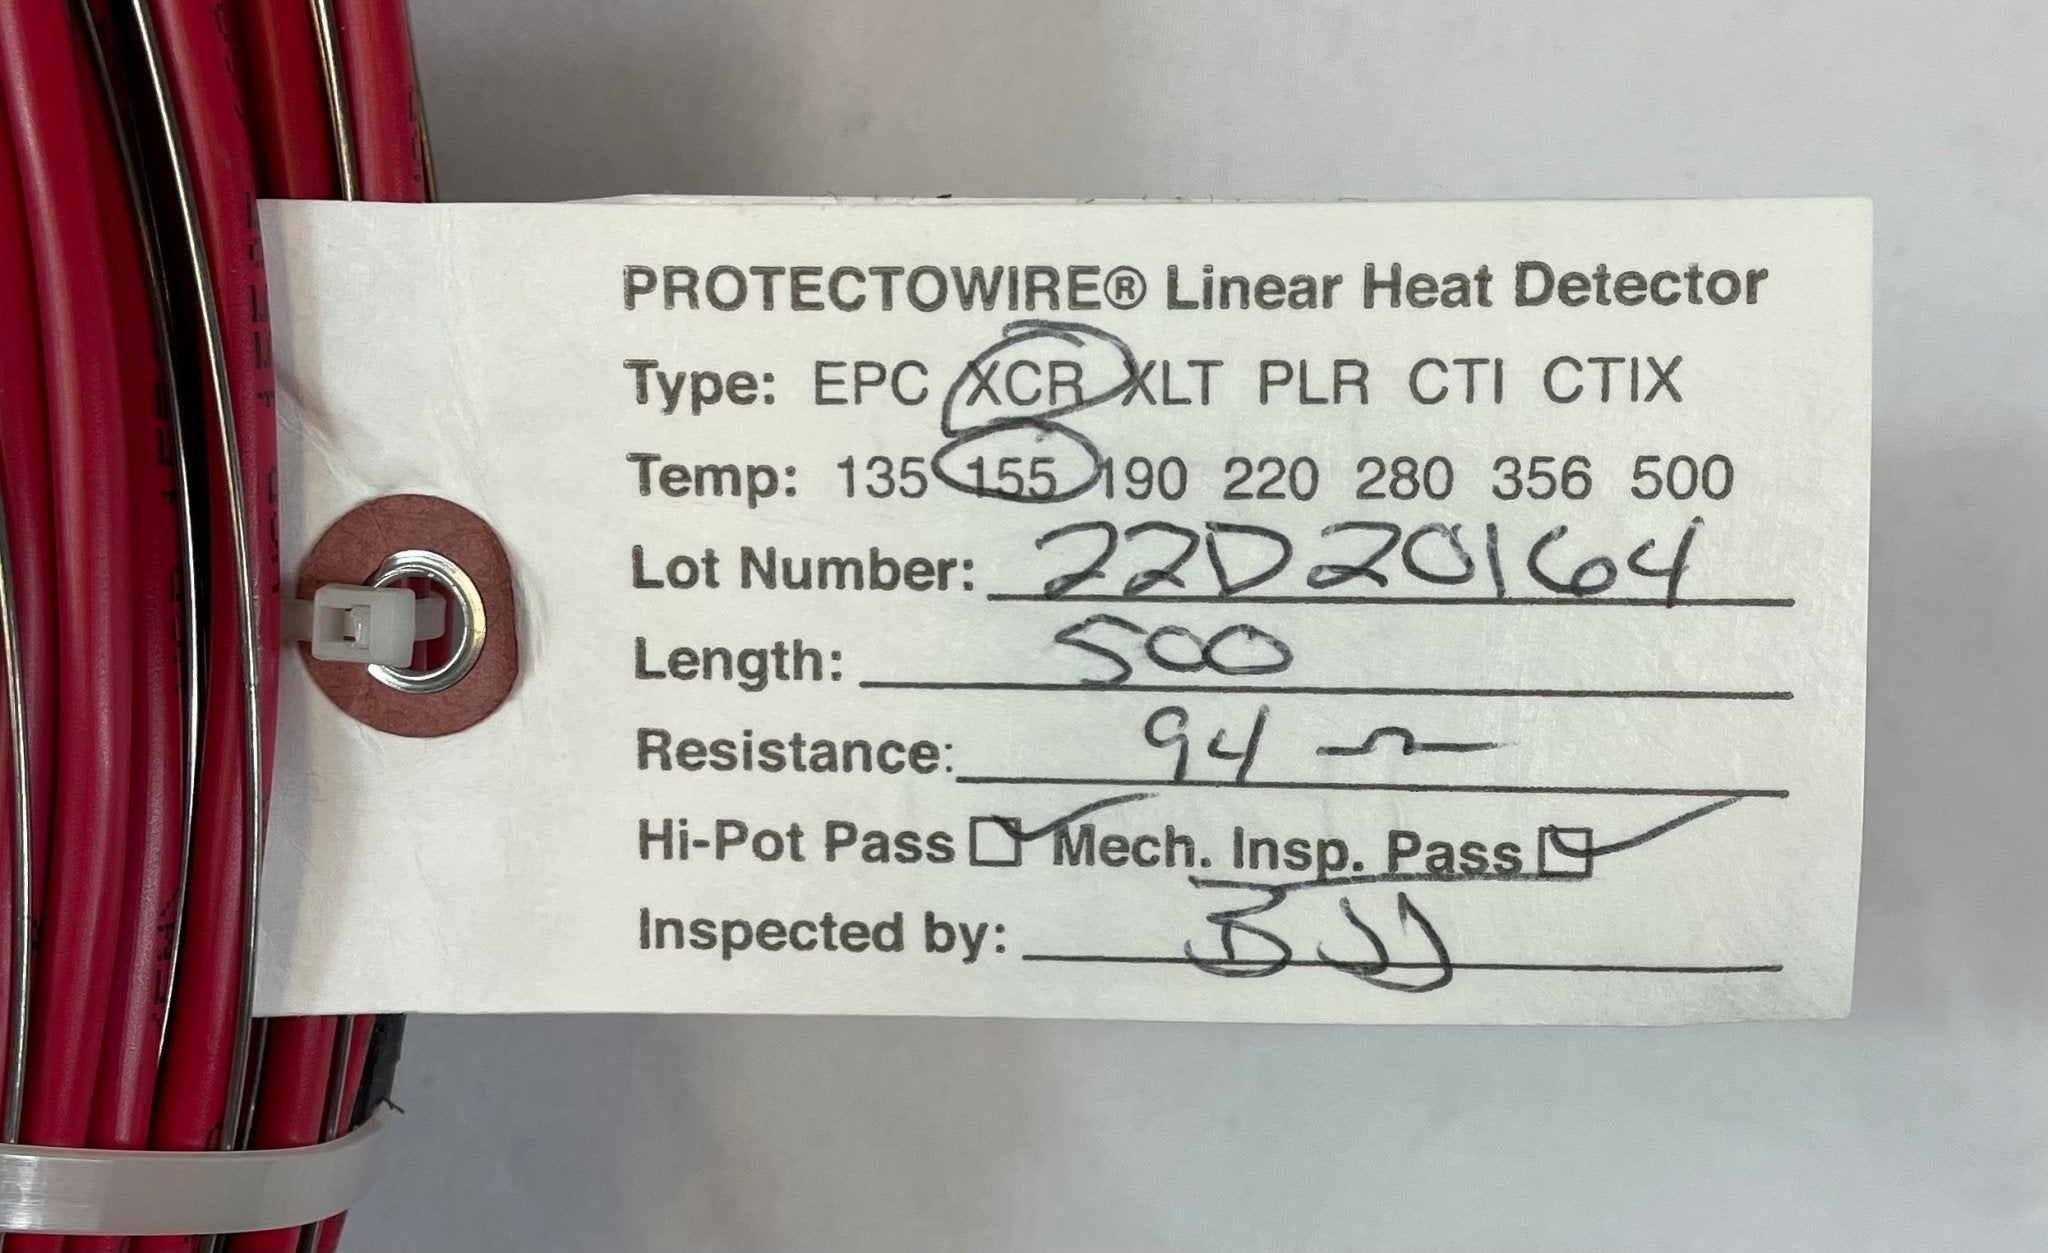 PROTECTOWIRE® Linear Heat Detector
Type: EPC XCR XLT PLR CTI CTIX
Temp: 135 155 190 220 280 356 500
Lot Number: 22D20164
Length: 500
Resistance: 94 Ω
Hi-Pot Pass Mech. Insp. Pass
Inspected by: